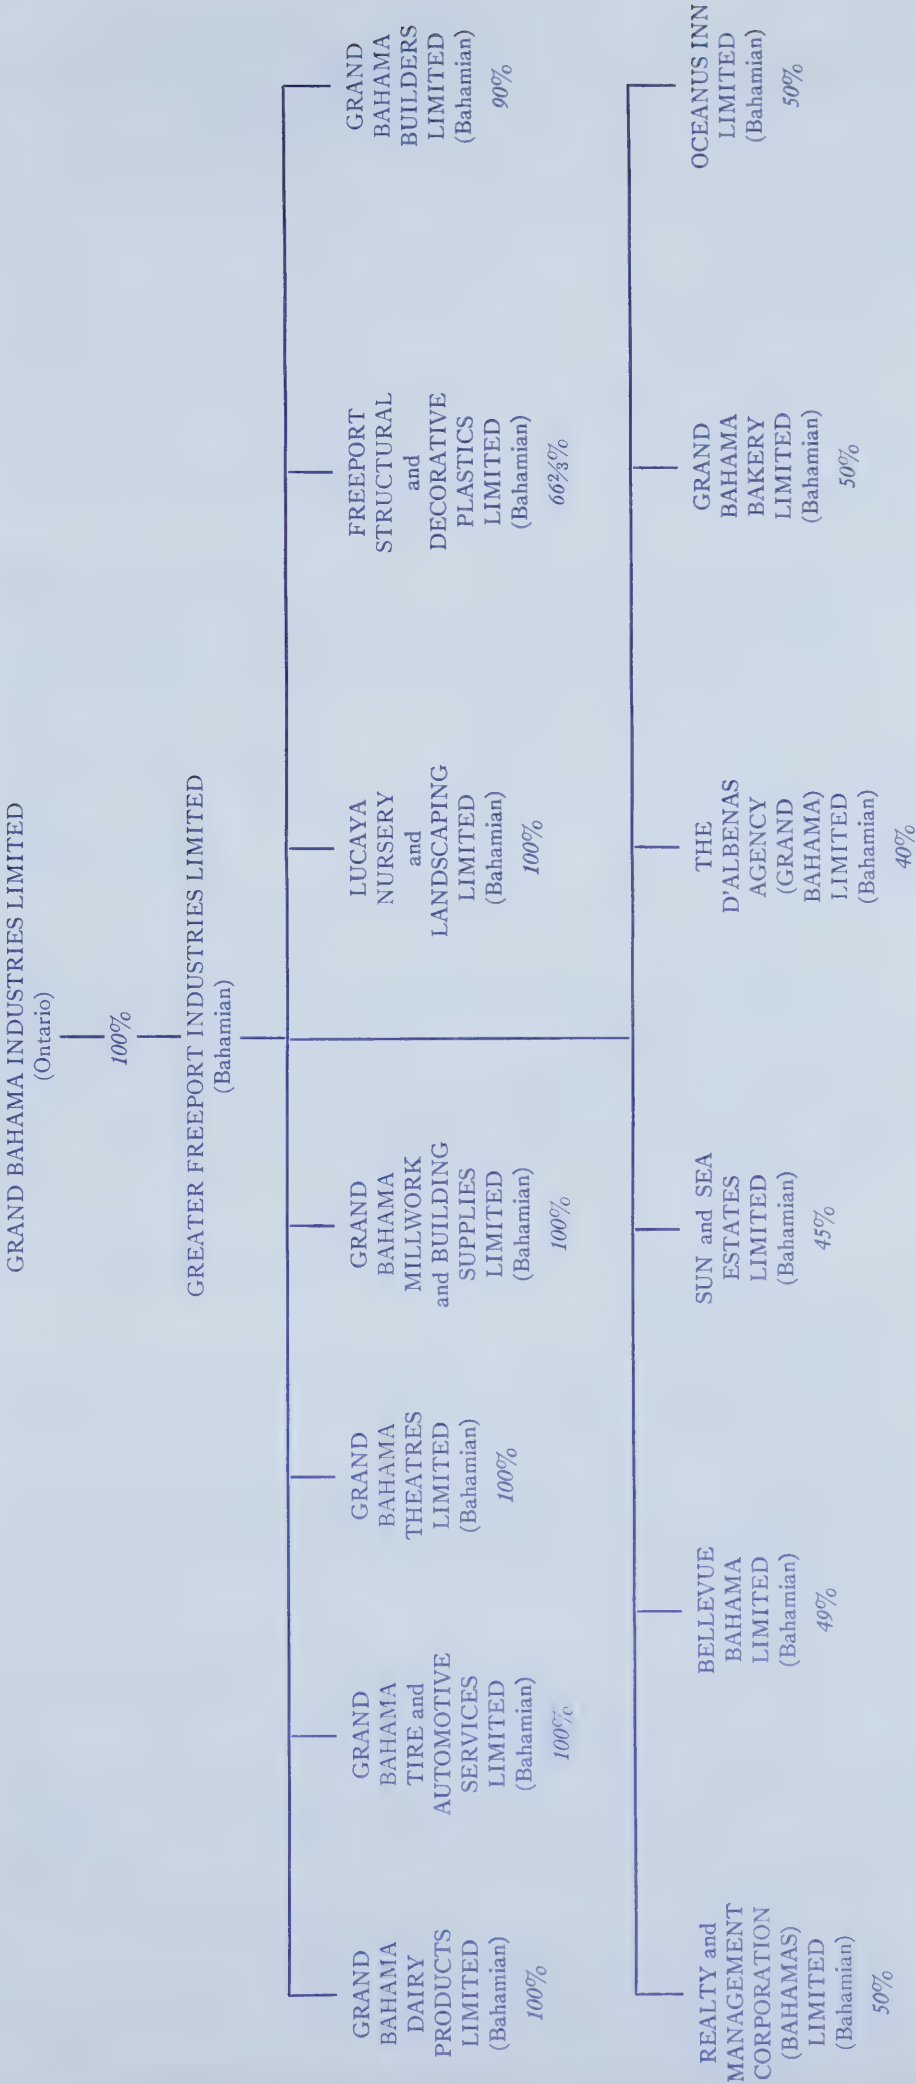 GRAND BAHAMA INDUSTRIES LIMITED
(Ontario)
100%
GREATER FREEPORT INDUSTRIES LIMITED
(Bahamian)
GRAND
BAHAMA
DAIRY
PRODUCTS
LIMITED
(Bahamian)
100%
GRAND
BAHAMA
TIRE and
AUTOMOTIVE
SERVICES
LIMITED
(Bahamian)
100%
GRAND
BAHAMA
THEATRES
LIMITED
(Bahamian)
100%
GRAND
BAHAMA
MILLWORK
and BUILDING
SUPPLIES
LIMITED
(Bahamian)
100%
LUCAYA
NURSERY
and
LANDSCAPING
LIMITED
(Bahamian)
100%
FREEPORT
STRUCTURAL
and
DECORATIVE
PLASTICS
LIMITED
(Bahamian)
66⅔%
GRAND
BAHAMA
BUILDERS
LIMITED
(Bahamian)
90%
REALTY and
MANAGEMENT
CORPORATION
(BAHAMAS)
LIMITED
(Bahamian)
50%
BELLEVUE
BAHAMA
LIMITED
(Bahamian)
49%
SUN and SEA
ESTATES
LIMITED
(Bahamian)
45%
THE
D'ALBENAS
AGENCY
(GRAND
BAHAMA)
LIMITED
(Bahamian)
40%
GRAND
BAHAMA
BAKERY
LIMITED
(Bahamian)
50%
OCEANUS INN
LIMITED
(Bahamian)
50%